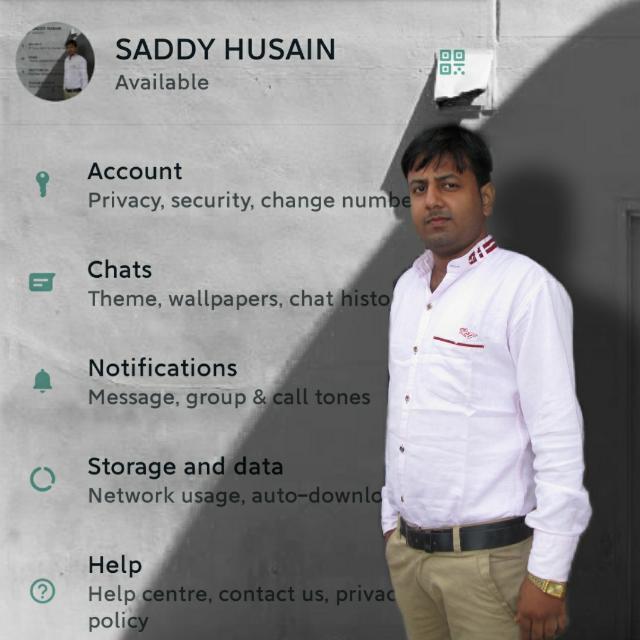 SADDY HUSAIN
Available
Account
Privacy, security, change numbe
Chats
Theme, wallpapers, chat histo
Notifications
Message, group & call tones
Storage and data
Network usage, auto-downlo
Help
Help centre, contact us, privac
policy